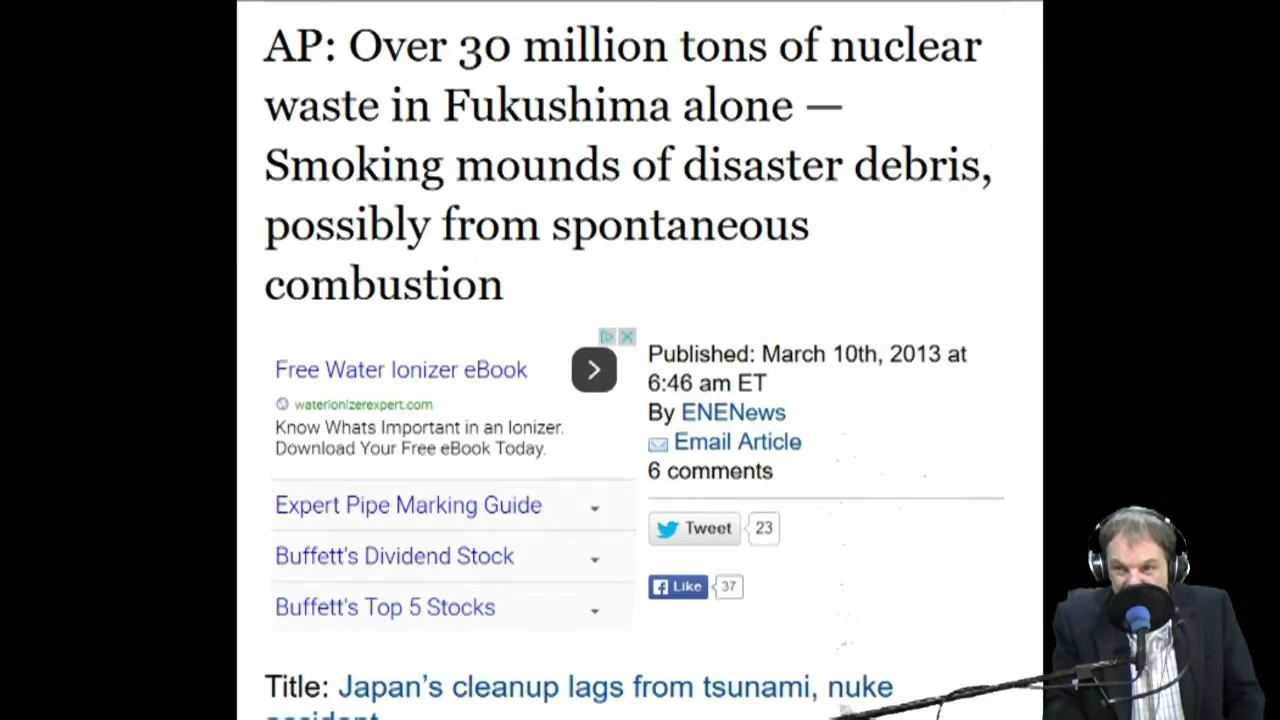 AP: Over 30 million tons of nuclear
waste in Fukushima alone —
Smoking mounds of disaster debris,
possibly from spontaneous
combustion
Free Water Ionizer eBook
waterionizerexpert.com
Know Whats Important in an Ionizer.
Download Your Free eBook Today.
Expert Pipe Marking Guide
Buffett's Dividend Stock
Buffett's Top 5 Stocks
Published: March 10th, 2013 at
6:46 am ET
By ENENews
Email Article
6 comments
Tweet 23
Like 37
Title: Japan's cleanup lags from tsunami, nuke
accident